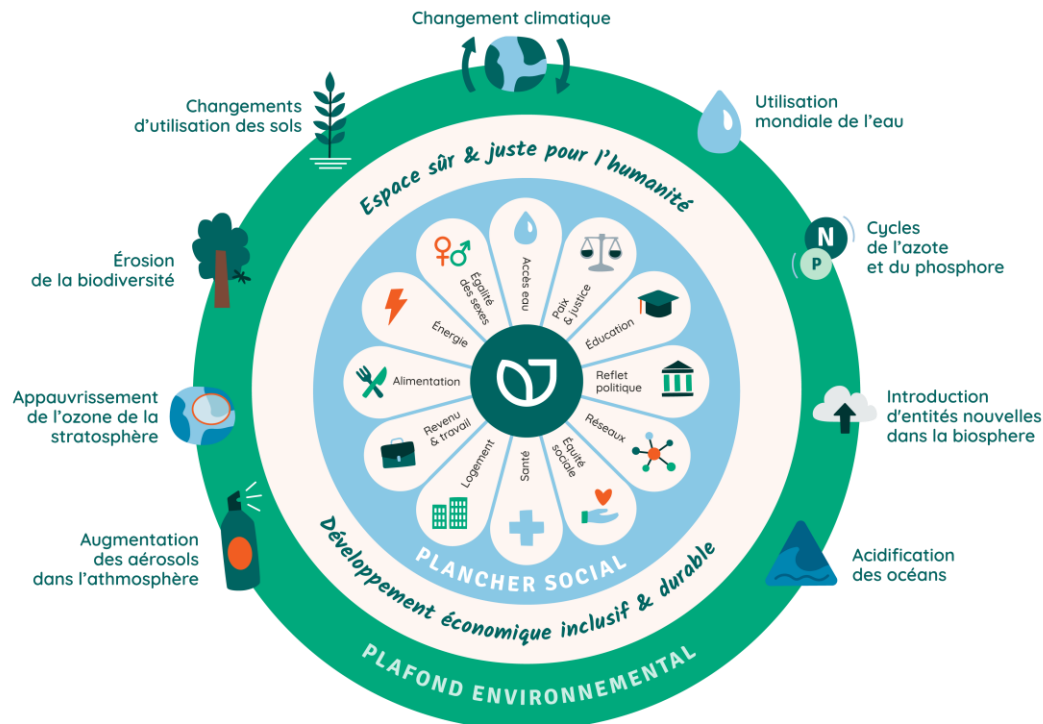 Changement climatique
Changements
d'utilisation des sols
Utilisation
mondiale de l'eau
Espace sûr & juste pour l'humanité
Érosion
de la biodiversité
N
P
Cycles
de l'azote
et du phosphore
Accès eau
Paix
& justice
Éducation
Reflet
politique
Réseaux
Équité
sociale
Santé
Logement
Revenu
& travail
Alimentation
Énergie
Égalité
des sexes
Appauvrissement
de l'ozone de la
stratosphère
Introduction
d'entités nouvelles
dans la biosphere
Augmentation
des aérosols
dans l'athmosphère
Acidification
des océans
PLANCHER SOCIAL
Développement économique inclusif & durable
PLAFOND ENVIRONNEMENTAL